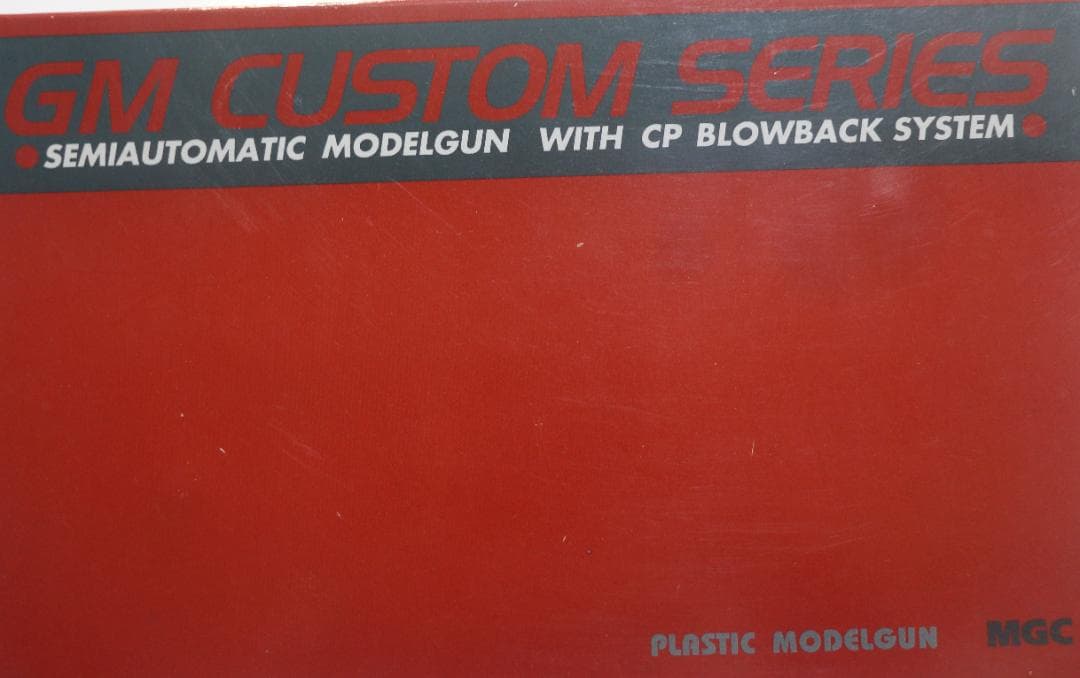 GM CUSTOM SERIES
● SEMIAUTOMATIC MODELGUN WITH CP BLOWBACK SYSTEM ●
PLASTIC MODELGUN MGC